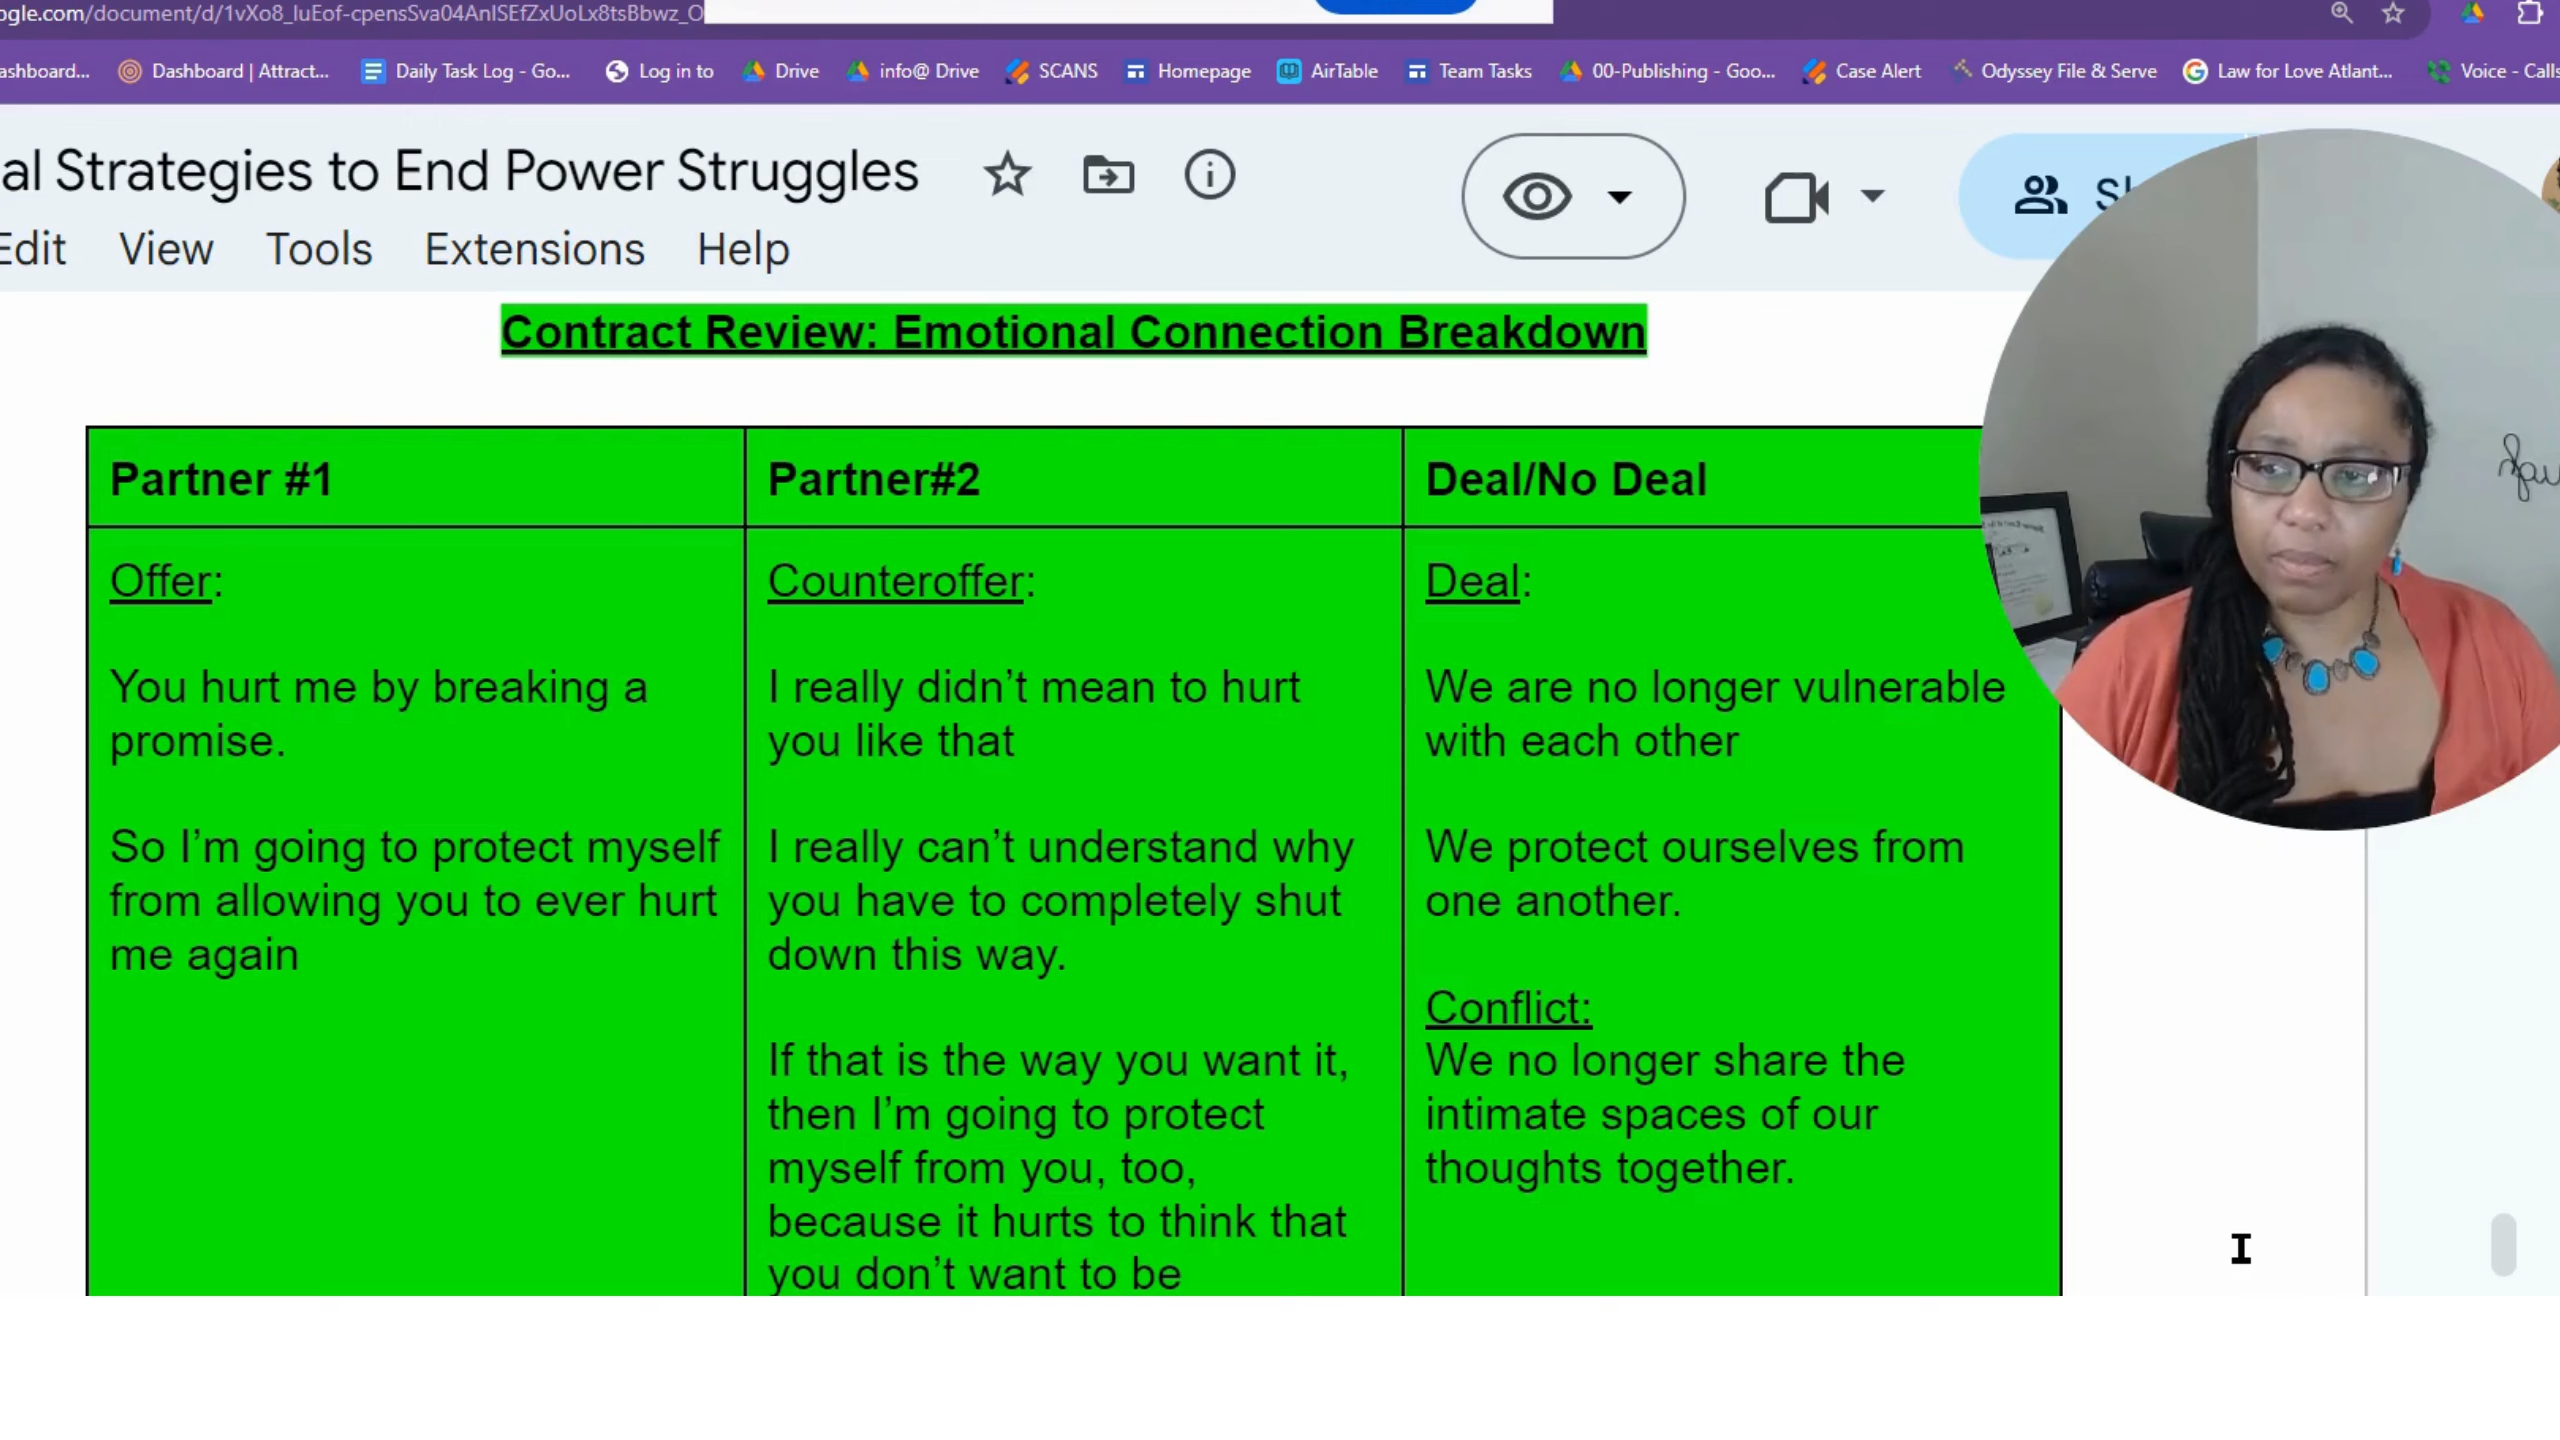 ogle.com/document/d/1vXo8_
ashboard...
Dashboard | Attract...
Daily Task Log - Go...
Log in to
Drive
info@ Drive
SCANS
Homepage
AirTable
Team Tasks
00-Publishing - Goo...
Case Alert
Odyssey File & Serve
Law for Love Atlant...
Voice - Calls
al Strategies to End Power Struggles
Edit View Tools Extensions Help
Contract Review: Emotional Connection Breakdown
Partner #1
Partner#2
Deal/No Deal
Offer:
You hurt me by breaking a
promise.
So I'm going to protect myself
from allowing you to ever hurt
me again
Counteroffer:
I really didn't mean to hurt
you like that
I really can't understand why
you have to completely shut
down this way.
If that is the way you want it,
then I'm going to protect
myself from you, too,
because it hurts to think that
you don't want to be
Deal:
We are no longer vulnerable
with each other
We protect ourselves from
one another.
Conflict:
We no longer share the
intimate spaces of our
thoughts together.